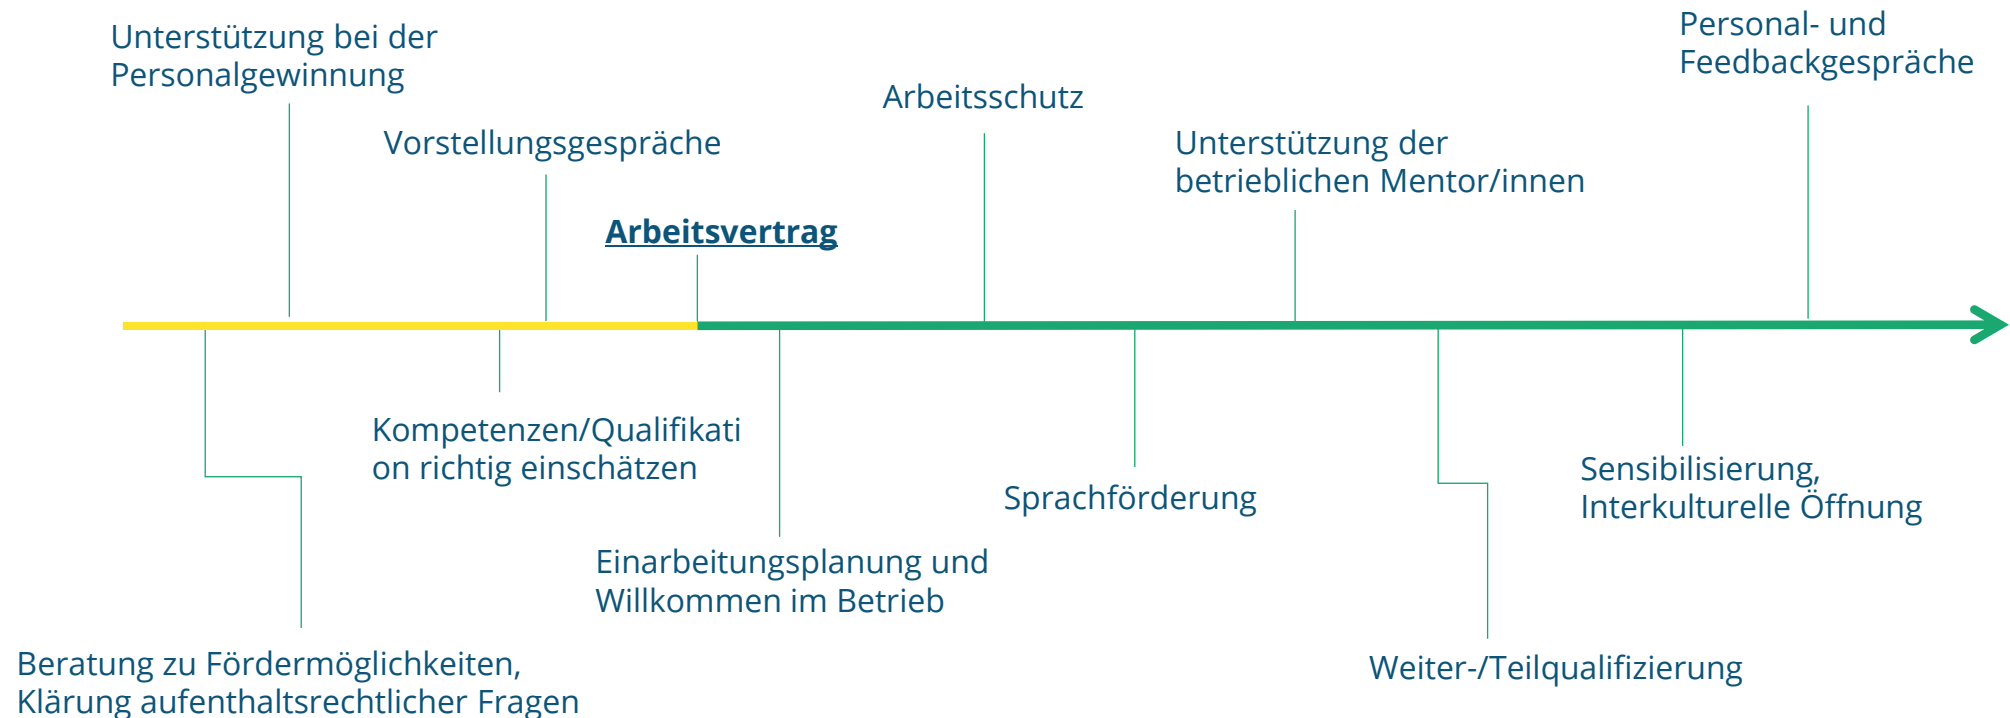 Unterstützung bei der
Personalgewinnung
Vorstellungsgespräche
Arbeitsvertrag
Arbeitsschutz
Unterstützung der
betrieblichen Mentor/innen
Personal- und
Feedbackgespräche
Beratung zu Fördermöglichkeiten,
Klärung aufenthaltsrechtlicher Fragen
Kompetenzen/Qualifikati
on richtig einschätzen
Einarbeitungsplanung und
Willkommen im Betrieb
Sprachförderung
Weiter-/Teilqualifizierung
Sensibilisierung,
Interkulturelle Öffnung